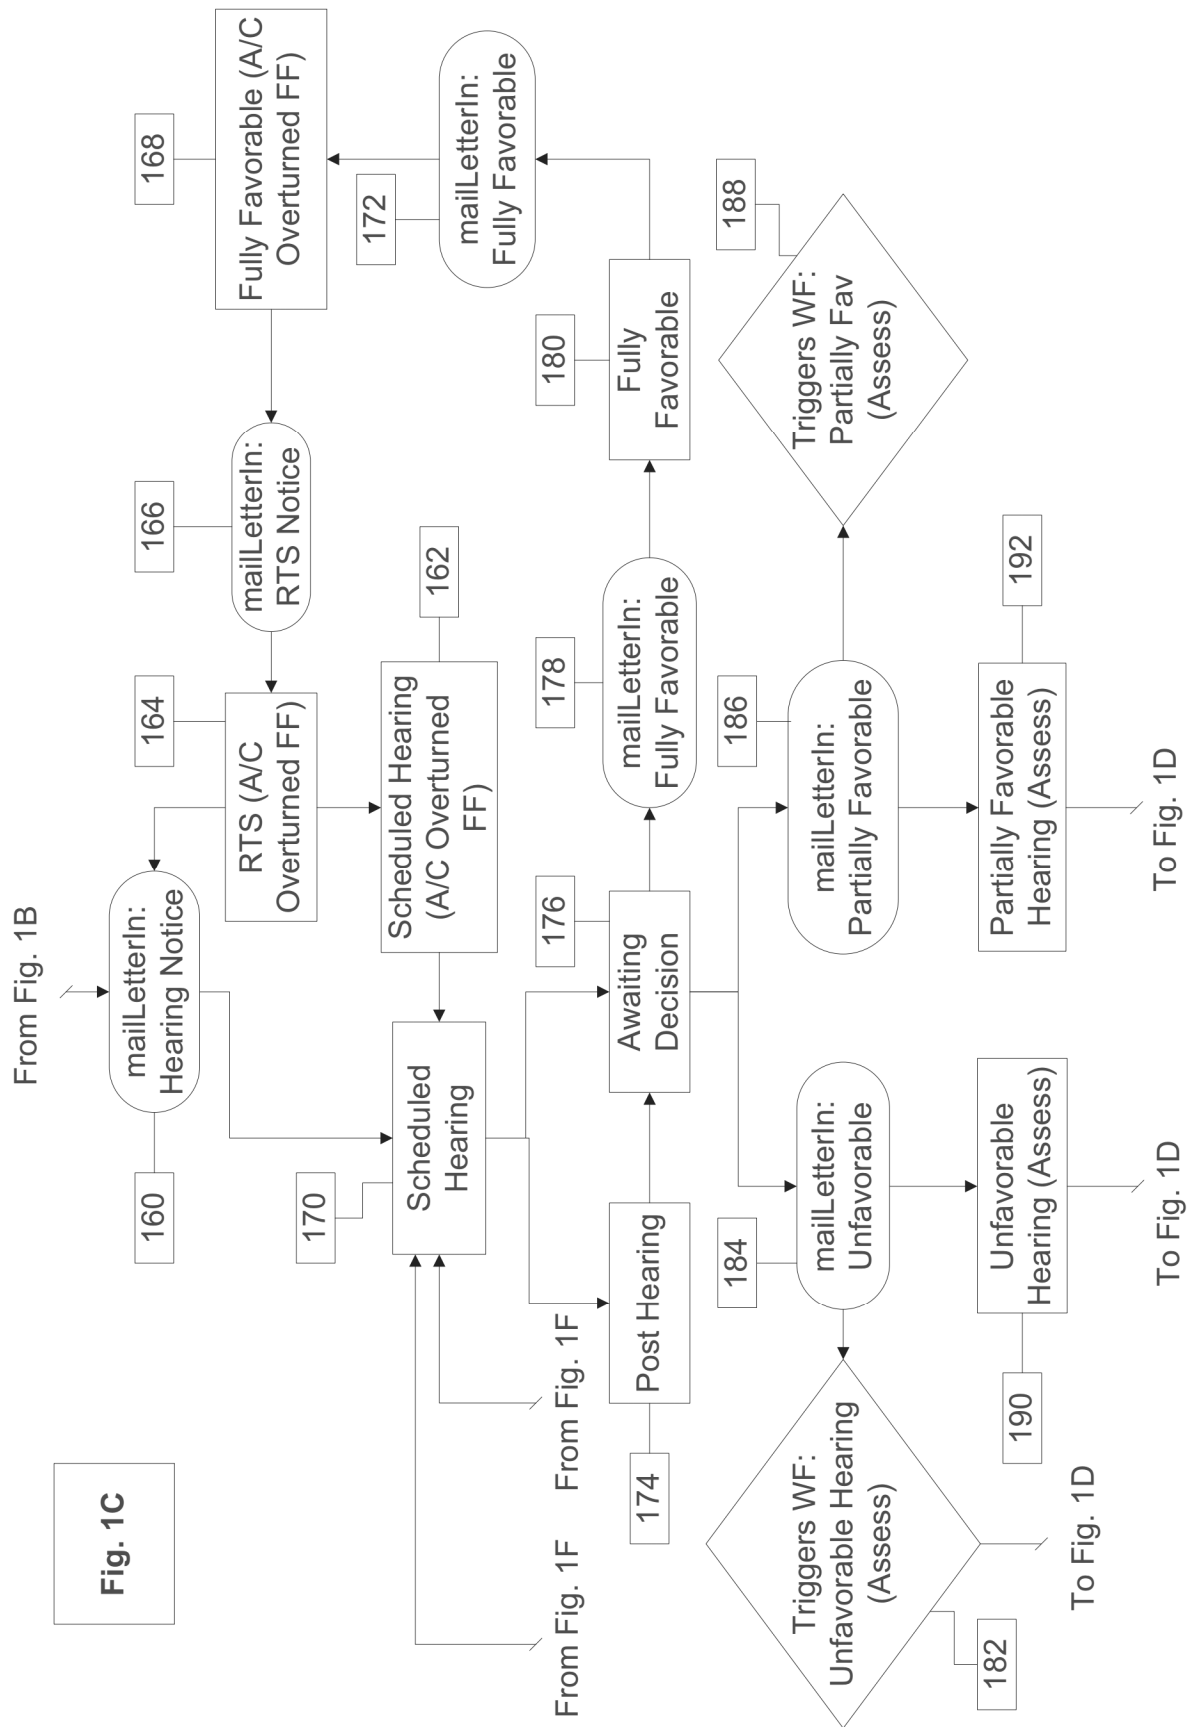 Fig. 1C
From Fig. 1B
160
mailLetterIn:
Hearing Notice
164
RTS (A/C
Overturned FF)
166
mailLetterIn:
RTS Notice
168
Fully Favorable (A/C
Overturned FF)
170
Scheduled
Hearing
Scheduled Hearing
(A/C Overturned
FF)
162
172
mailLetterIn:
Fully Favorable
From Fig. 1F
From Fig. 1F
174
Post Hearing
176
Awaiting
Decision
178
mailLetterIn:
Fully Favorable
180
Fully
Favorable
182
Triggers WF:
Unfavorable Hearing
(Assess)
184
mailLetterIn:
Unfavorable
186
mailLetterIn:
Partially Favorable
188
Triggers WF:
Partially Fav
(Assess)
190
Unfavorable
Hearing (Assess)
Partially Favorable
Hearing (Assess)
192
To Fig. 1D
To Fig. 1D
To Fig. 1D